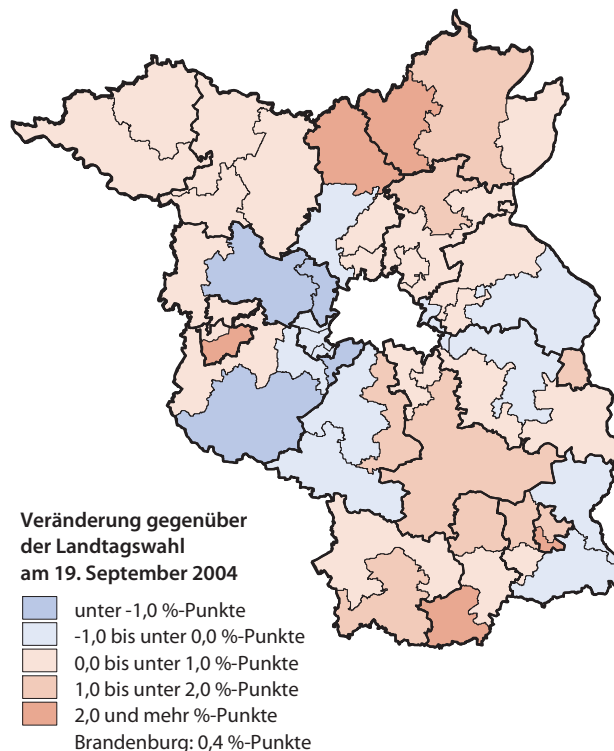 Veränderung gegenüber
der Landtagswahl
am 19. September 2004
unter -1,0 %-Punkte
-1,0 bis unter 0,0 %-Punkte
0,0 bis unter 1,0 %-Punkte
1,0 bis unter 2,0 %-Punkte
2,0 und mehr %-Punkte
Brandenburg: 0,4 %-Punkte